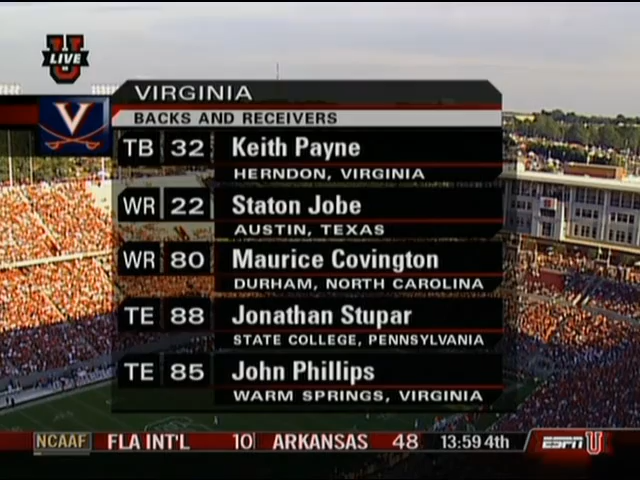 U
LIVE
VIRGINIA
V
BACKS AND RECEIVERS
TB 32 Keith Payne
HERNDON, VIRGINIA
WR 22 Staton Jobe
AUSTIN, TEXAS
WR 80 Maurice Covington
DURHAM, NORTH CAROLINA
TE 88 Jonathan Stupar
STATE COLLEGE, PENNSYLVANIA
TE 85 John Phillips
WARM SPRINGS, VIRGINIA
NCAAF FLA INT'L 10 ARKANSAS 48 13:59 4th ESPN U